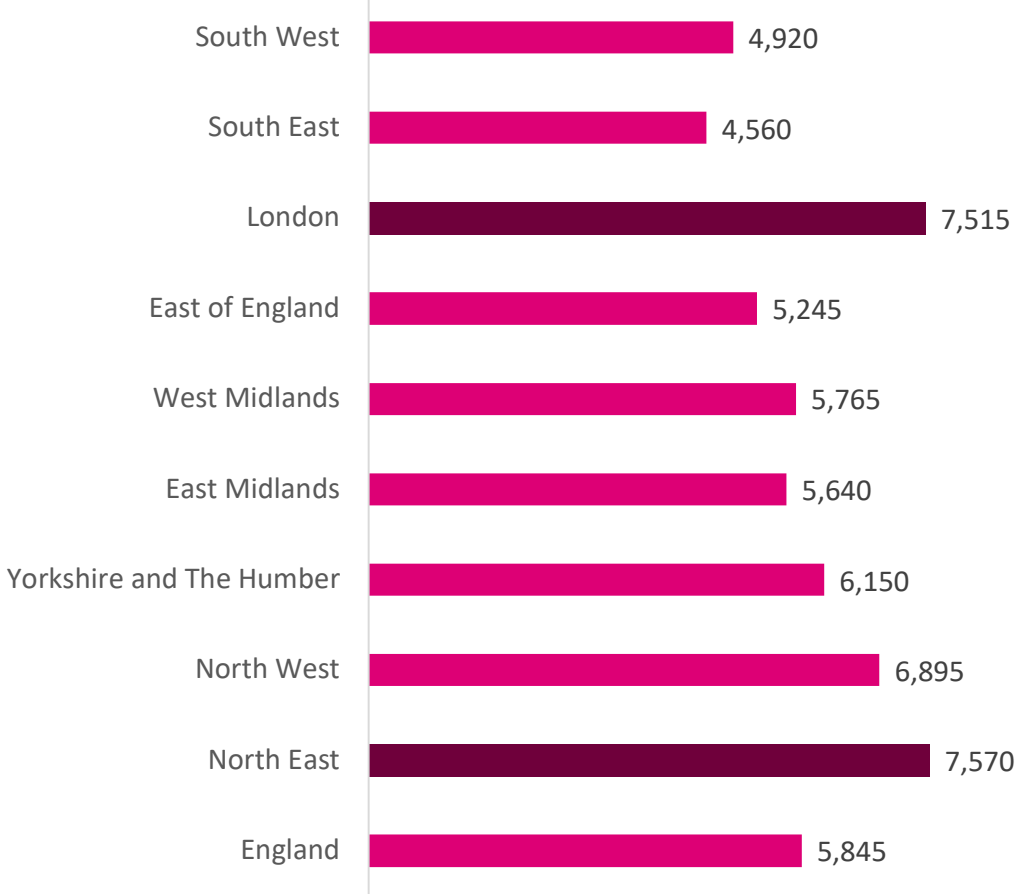 South West 4,920
South East 4,560
London 7,515
East of England 5,245
West Midlands 5,765
East Midlands 5,640
Yorkshire and The Humber 6,150
North West 6,895
North East 7,570
England 5,845